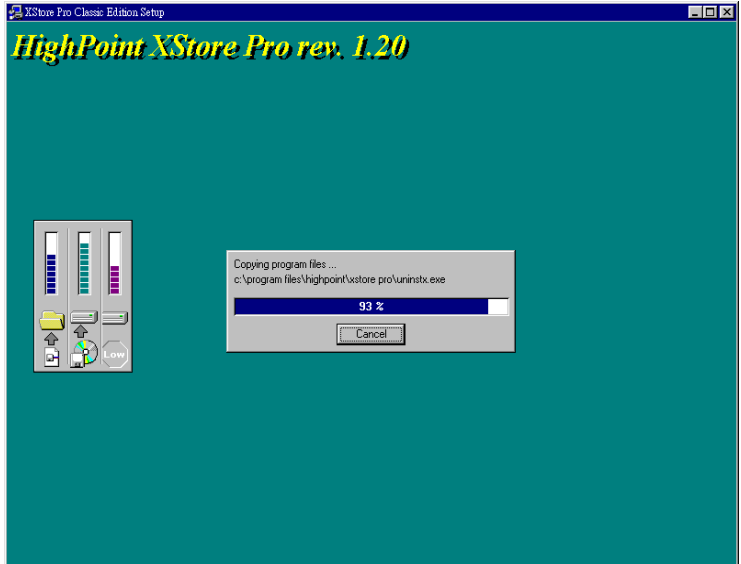 XStore Pro Classic Edition Setup
HighPoint XStore Pro rev. 1.20
Copying program files ...
c:\program files\highpoint\xstore pro\uninstx.exe
93 %
Cancel
Low